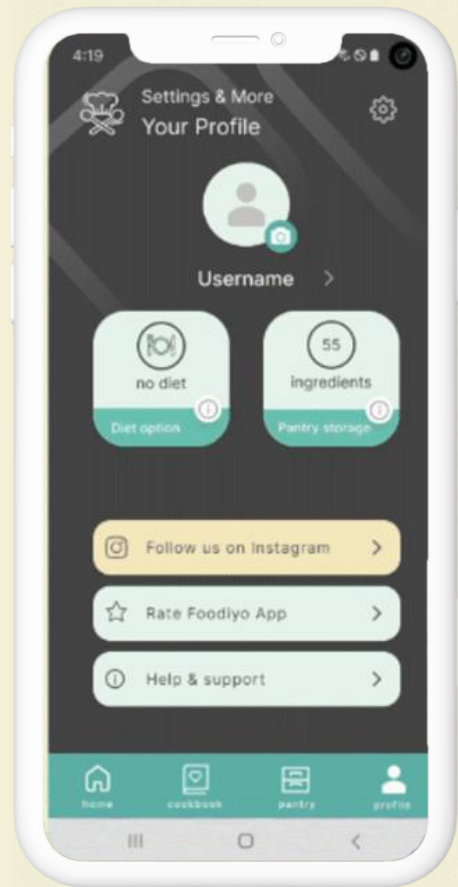 4:19
Settings & More
Your Profile
Username
no diet
Diet option
55
ingredients
Pantry storage
Follow us on Instagram
Rate Foodiyo App
Help & support
home
cookbook
pantry
profile